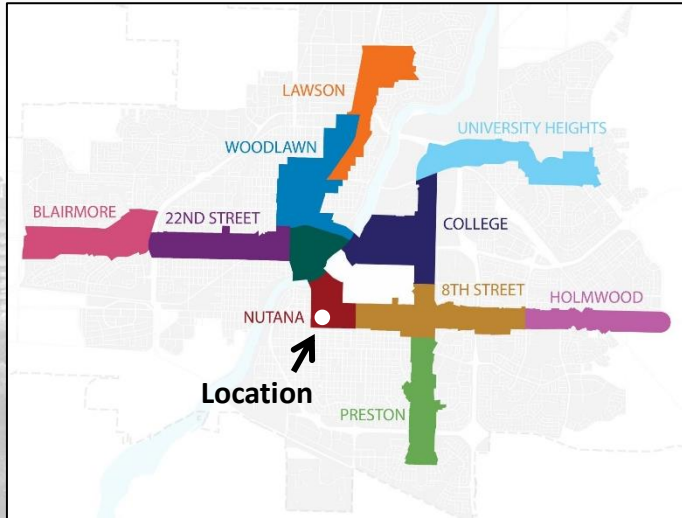 LAWSON
WOODLAWN
UNIVERSITY HEIGHTS
BLAIRMORE
22ND STREET
COLLEGE
8TH STREET
HOLMWOOD
NUTANA
Location
PRESTON